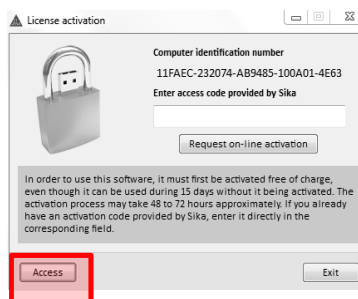 License activation
Computer identification number
11FAEC-232074-AB9485-100A01-4E63
Enter access code provided by Sika
Request on-line activation
In order to use this software, it must first be activated free of charge,
even though it can be used during 15 days without it being activated. The
activation process may take 48 to 72 hours approximately. If you already
have an activation code provided by Sika, enter it directly in the
corresponding field.
Access
Exit